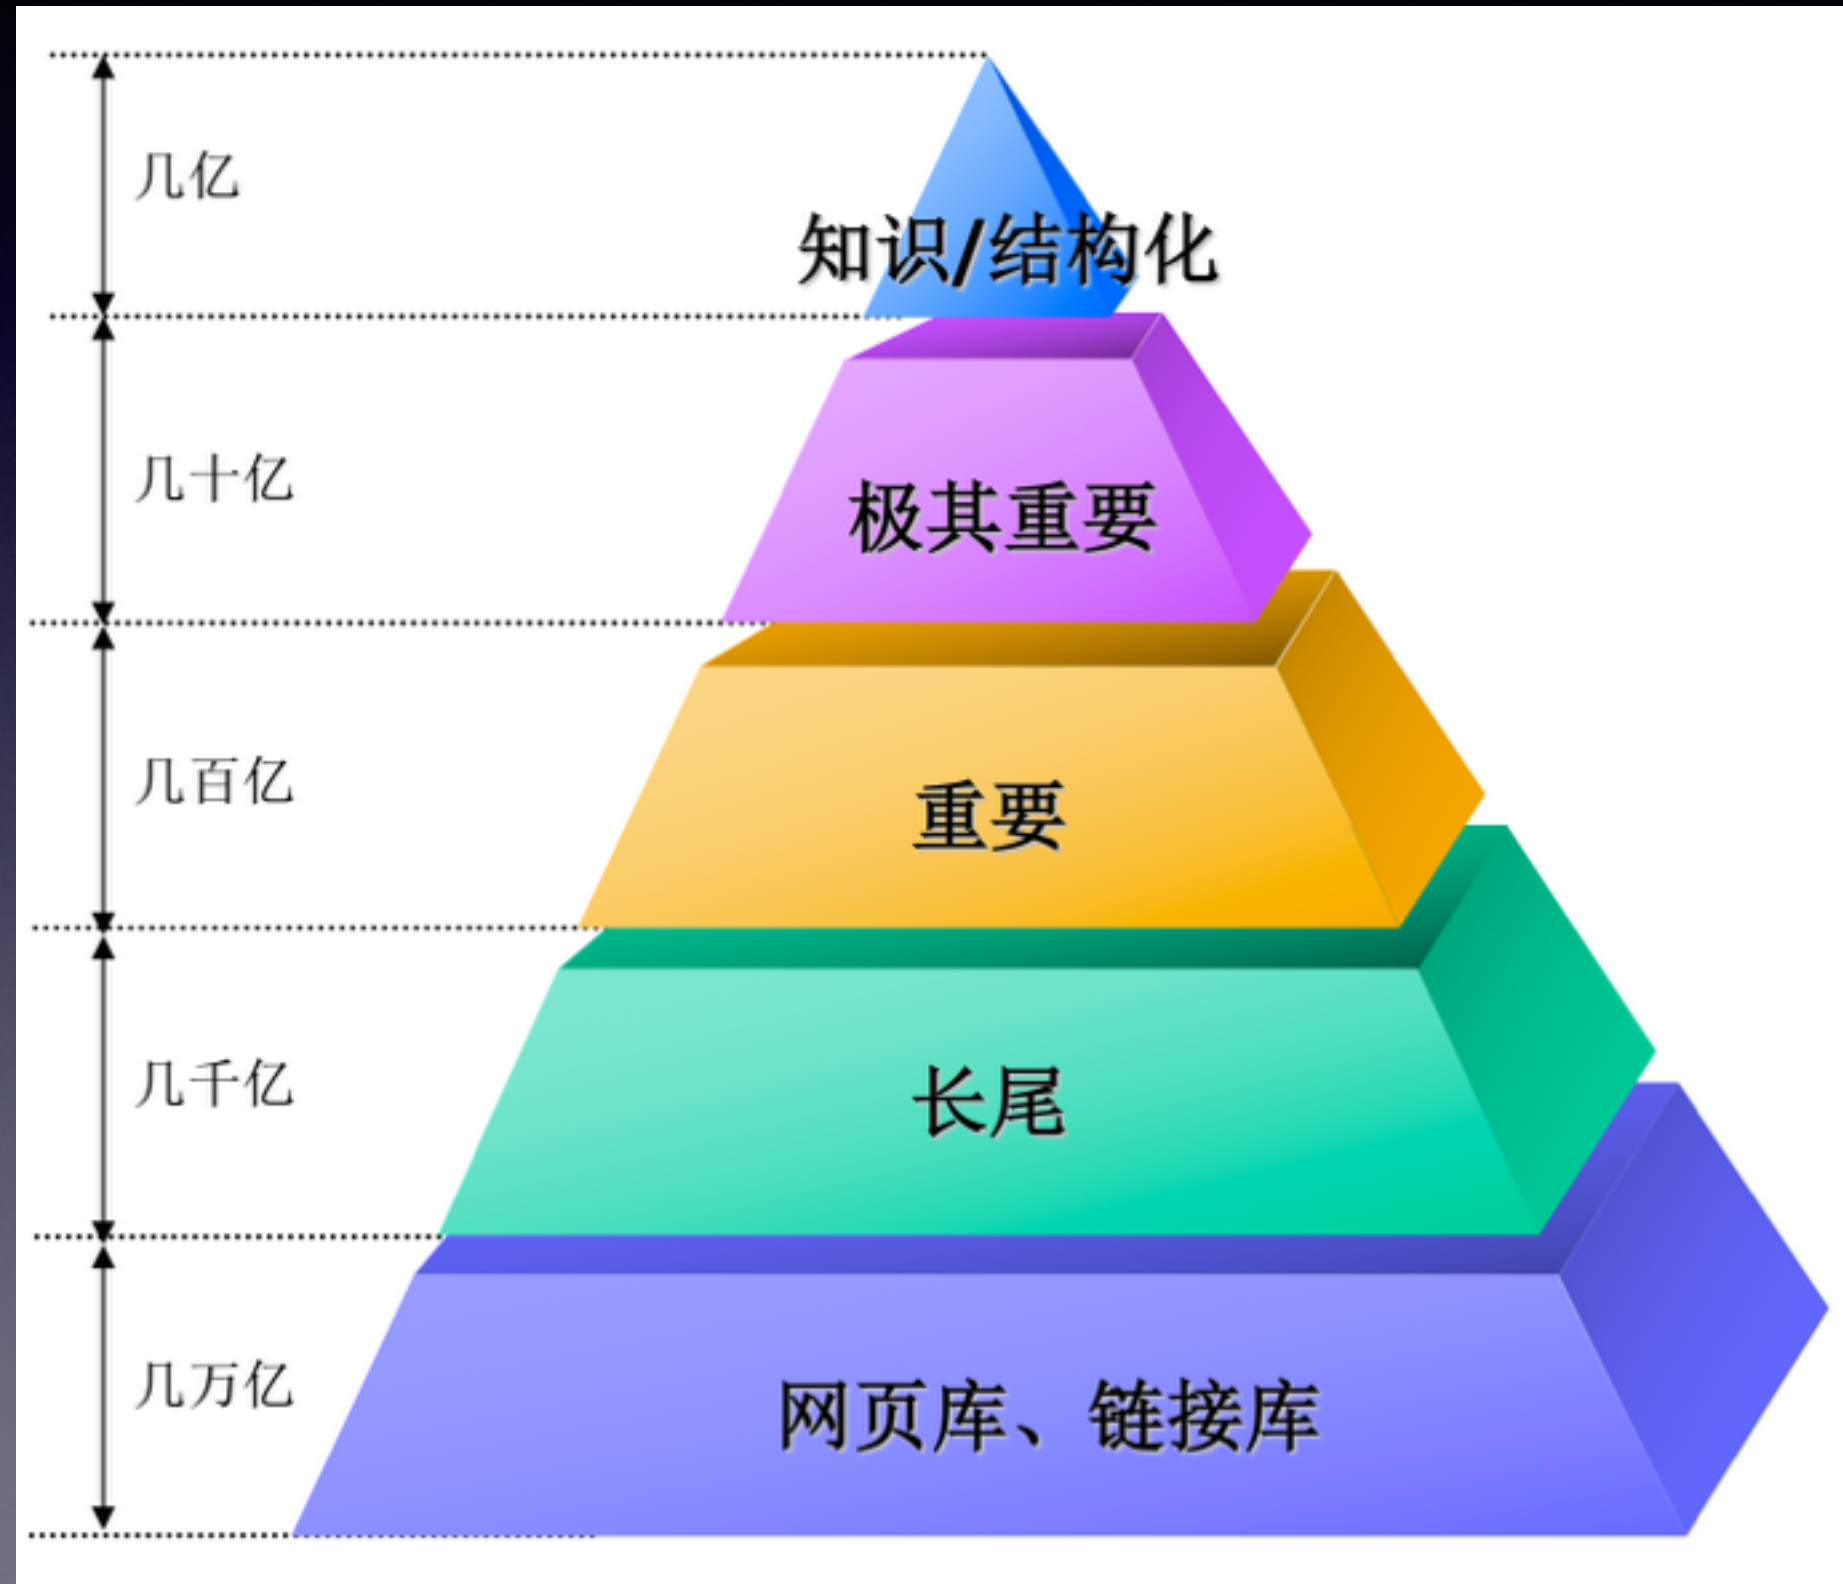 几亿
知识/结构化
几十亿
极其重要
几百亿
重要
几千亿
长尾
几万亿
网页库、链接库